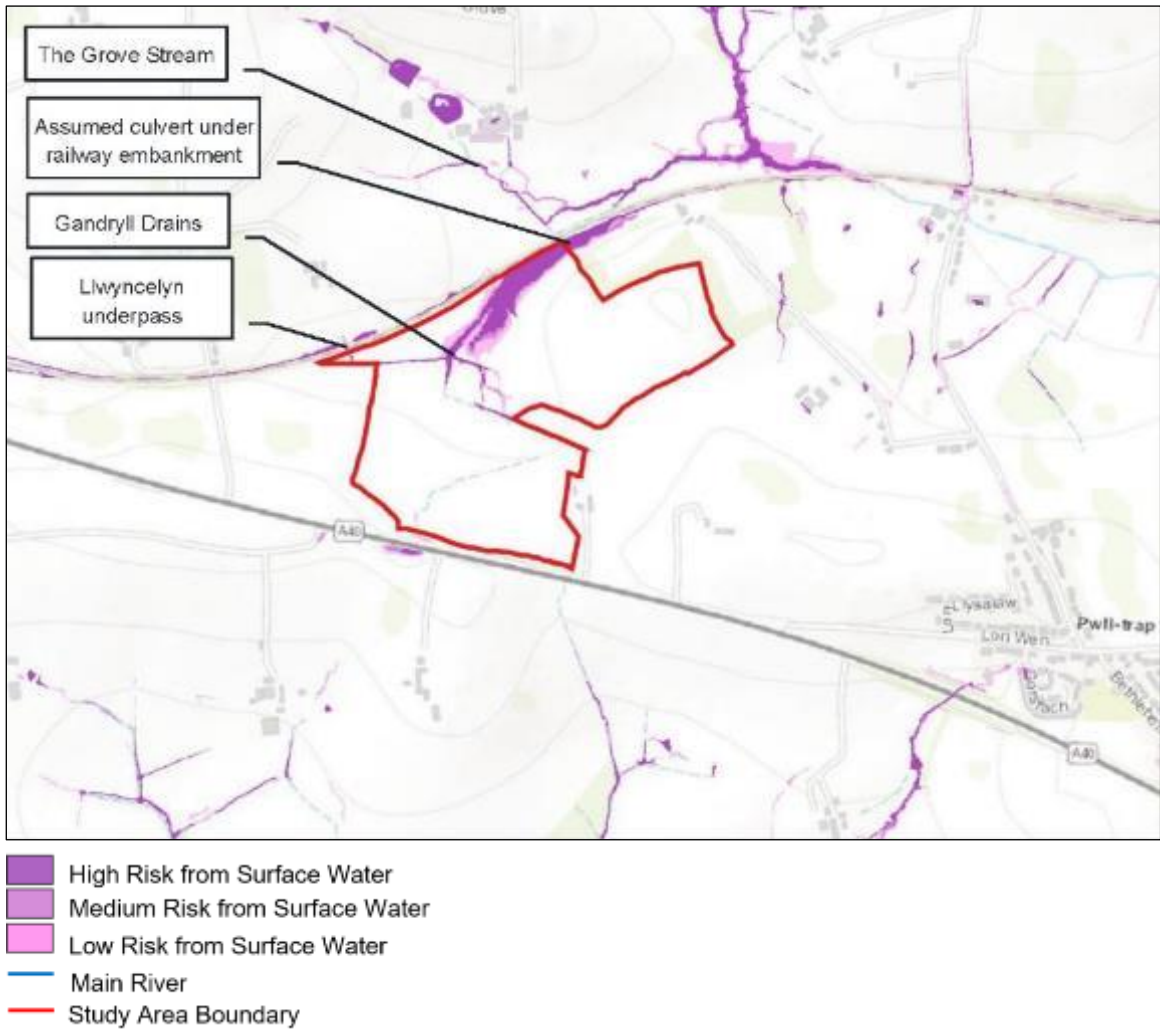 Grove
The Grove Stream
Assumed culvert under
railway embankment
Gandryll Drains
Llwyncelyn
underpass
A40
Llysalaw
Lon Wen
Pwll-trap
A40
High Risk from Surface Water
Medium Risk from Surface Water
Low Risk from Surface Water
Main River
Study Area Boundary